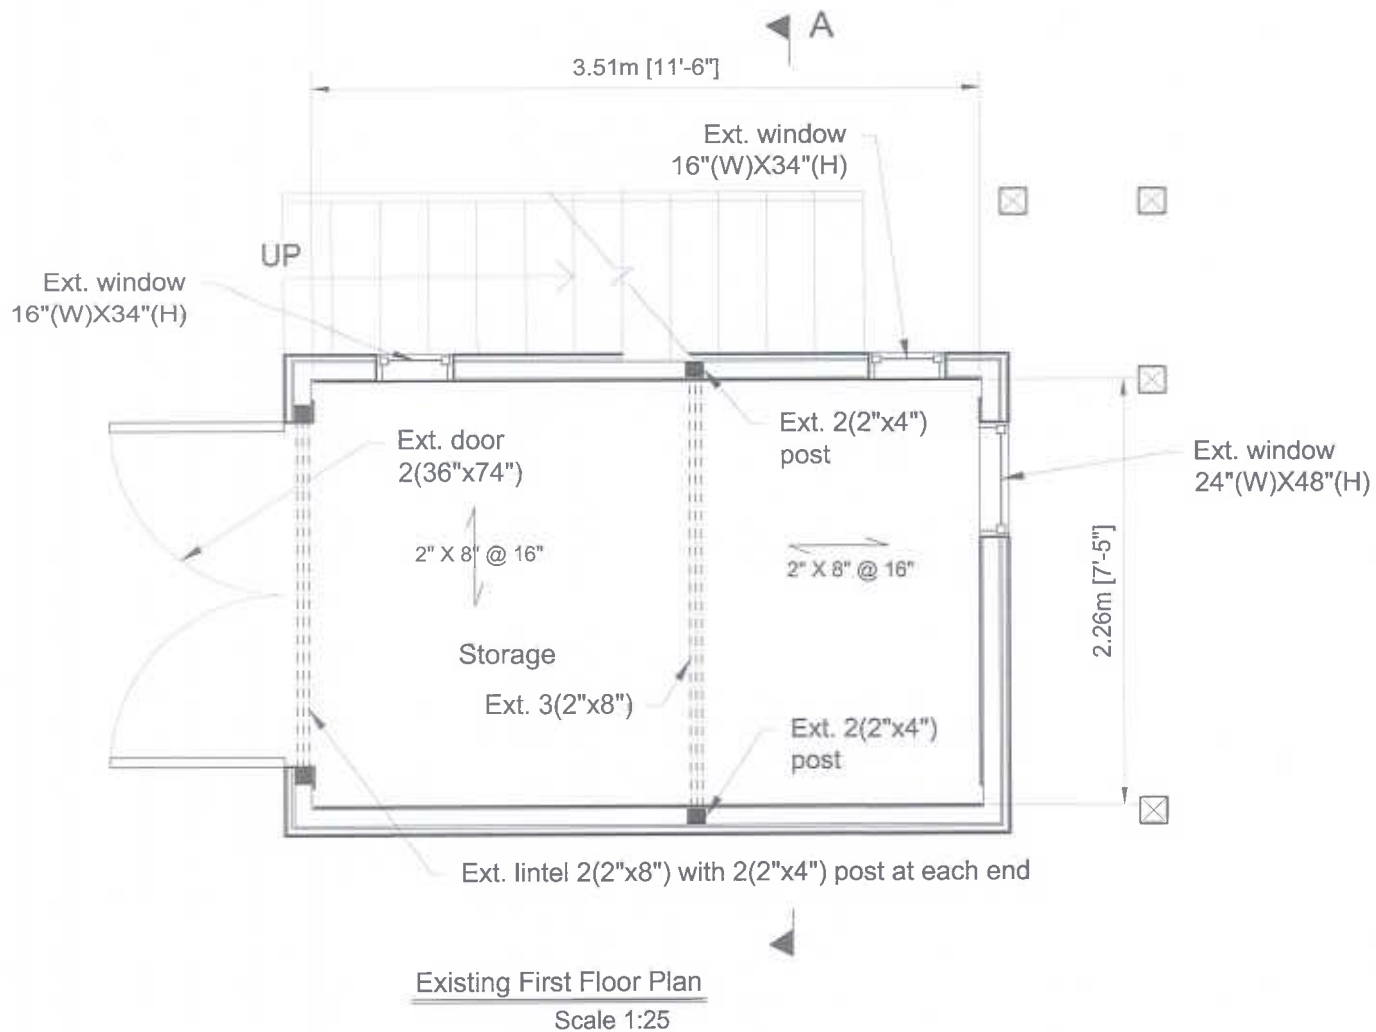 A
3.51m [11'-6"]
Ext. window
16"(W)X34"(H)
UP
Ext. window
16"(W)X34"(H)
Ext. door
2(36"x74")
Ext. 2(2"x4")
post
Ext. window
24"(W)X48"(H)
2" X 8" @ 16"
2" X 8" @ 16"
2.26m [7'-5"]
Storage
Ext. 3(2"x8")
Ext. 2(2"x4")
post
Ext. lintel 2(2"x8") with 2(2"x4") post at each end
Existing First Floor Plan
Scale 1:25